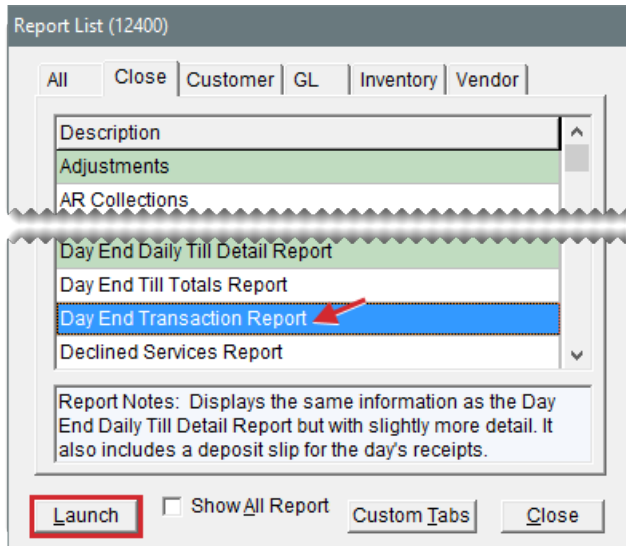 Report List (12400)
All Close Customer GL Inventory Vendor
Description
Adjustments
AR Collections
Day End Daily Till Detail Report
Day End Till Totals Report
Day End Transaction Report
Declined Services Report
Report Notes: Displays the same information as the Day
End Daily Till Detail Report but with slightly more detail. It
also includes a deposit slip for the day's receipts.
Launch Show All Report Custom Tabs Close